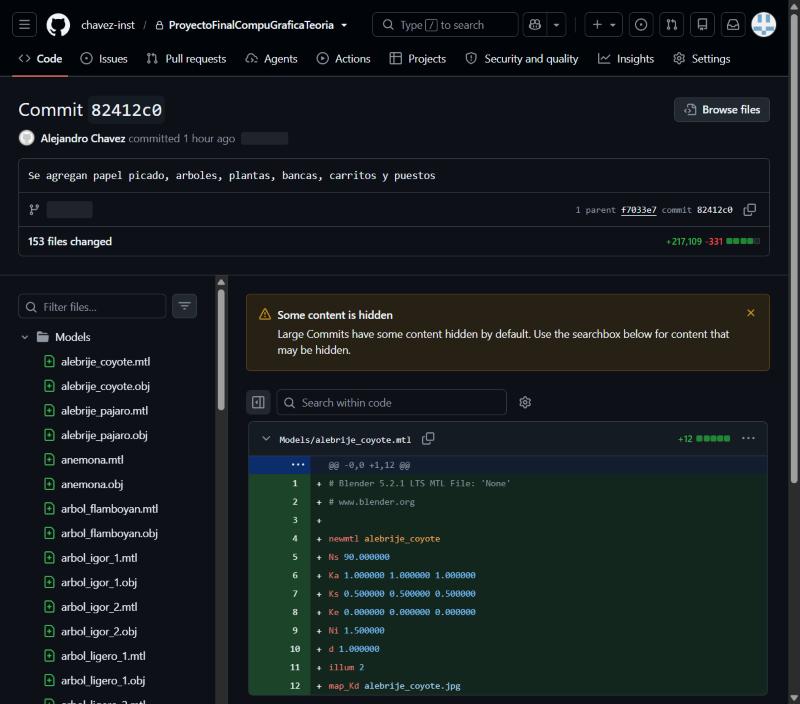 chavez-inst / ProyectoFinalCompuGraficaTeoria
Type / to search
Code Issues Pull requests Agents Actions Projects Security and quality Insights Settings
Commit 82412c0
Browse files
Alejandro Chavez committed 1 hour ago
Se agregan papel picado, arboles, plantas, bancas, carritos y puestos
1 parent f7033e7 commit 82412c0
153 files changed
+217,109 -331
Filter files...
Models
alebrije_coyote.mtl
alebrije_coyote.obj
alebrije_pajaro.mtl
alebrije_pajaro.obj
anemona.mtl
anemona.obj
arbol_flamboyan.mtl
arbol_flamboyan.obj
arbol_igor_1.mtl
arbol_igor_1.obj
arbol_igor_2.mtl
arbol_igor_2.obj
arbol_ligero_1.mtl
arbol_ligero_1.obj
Some content is hidden
Large Commits have some content hidden by default. Use the searchbox below for content that
may be hidden.
Search within code
Models/alebrije_coyote.mtl
+12
@@ -0,0 +1,12 @@
1 + # Blender 5.2.1 LTS MTL File: 'None'
2 + # www.blender.org
3 +
4 + newmtl alebrije_coyote
5 + Ns 90.000000
6 + Ka 1.000000 1.000000 1.000000
7 + Ks 0.500000 0.500000 0.500000
8 + Ke 0.000000 0.000000 0.000000
9 + Ni 1.500000
10 + d 1.000000
11 + illum 2
12 + map_Kd alebrije_coyote.jpg